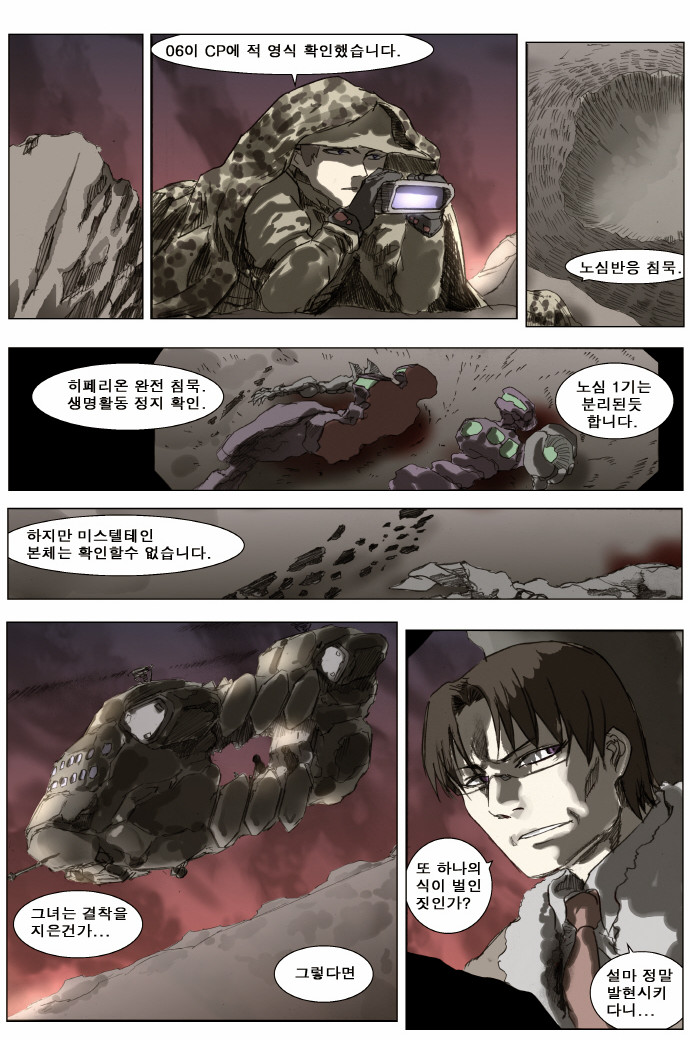 06이 CP에 적 영식 확인했습니다.
노심반응 침묵.
히페리온 완전 침묵.
생명활동 정지 확인.
노심 1기는
분리된듯
합니다.
하지만 미스텔테인
본체는 확인할수 없습니다.
그녀는 결착을
지은건가...
그렇다면
또 하나의
식이 벌인
짓인가?
설마 정말
발현시키
다니...